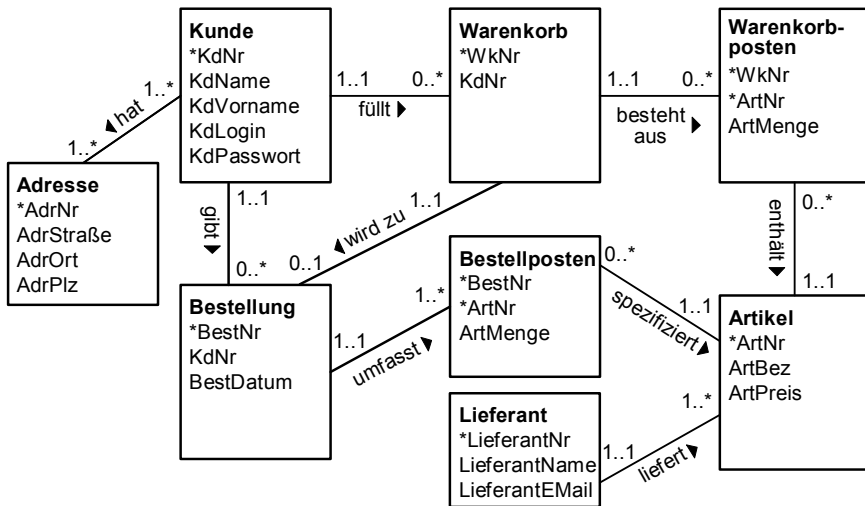 Kunde
*KdNr
KdName
KdVorname
KdLogin
KdPasswort
1..1
0..*
füllt
Warenkorb
*WkNr
KdNr
1..1
0..*
besteht
aus
Warenkorb-
posten
*WkNr
*ArtNr
ArtMenge
1..*
hat
1..*
Adresse
*AdrNr
AdrStraße
AdrOrt
AdrPlz
1..1
gibt
0..*
1..1
wird zu
0..1
0..*
enthält
1..1
Bestellung
*BestNr
KdNr
BestDatum
1..1
umfasst
1..*
Bestellposten
*BestNr
*ArtNr
ArtMenge
0..*
spezifiziert
1..1
Artikel
*ArtNr
ArtBez
ArtPreis
Lieferant
*LieferantNr
LieferantName
LieferantEMail
1..1
liefert
1..*